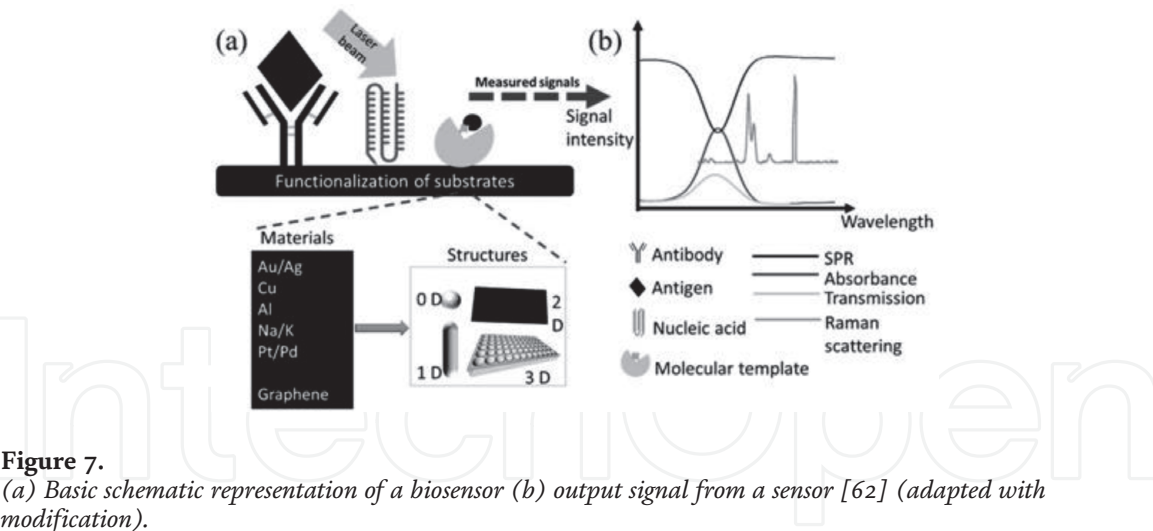 (a)
Laser
beam
Measured signals
(b)
Signal
intensity
Functionalization of substrates
Wavelength
Materials
Au/Ag
Cu
Al
Na/K
Pt/Pd
Graphene
Structures
0 D
2
D
1 D
3 D
Antibody
Antigen
Nucleic acid
Molecular template
SPR
Absorbance
Transmission
Raman
scattering
IntechOpen
Figure 7.
(a) Basic schematic representation of a biosensor (b) output signal from a sensor [62] (adapted with
modification).